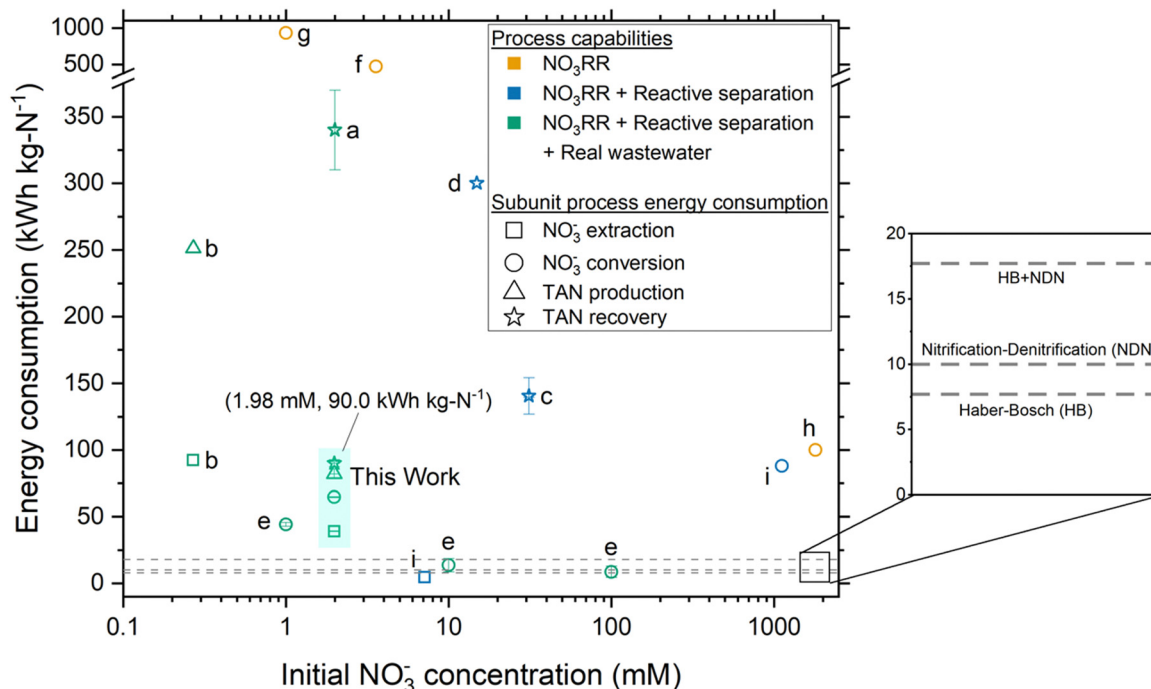 Energy consumption (kWh kg-N⁻¹)
1000
500
350
300
250
200
150
100
50
0
0.1
1
10
100
1000
Initial NO₃⁻ concentration (mM)
g
f
a
d
b
c
(1.98 mM, 90.0 kWh kg-N⁻¹)
h
b
This Work
i
e
e
e
i
Process capabilities
NO₃RR
NO₃RR + Reactive separation
NO₃RR + Reactive separation
+ Real wastewater
Subunit process energy consumption
NO₃⁻ extraction
NO₃⁻ conversion
TAN production
TAN recovery
20
15
10
5
0
HB+NDN
Nitrification-Denitrification (NDN)
Haber-Bosch (HB)